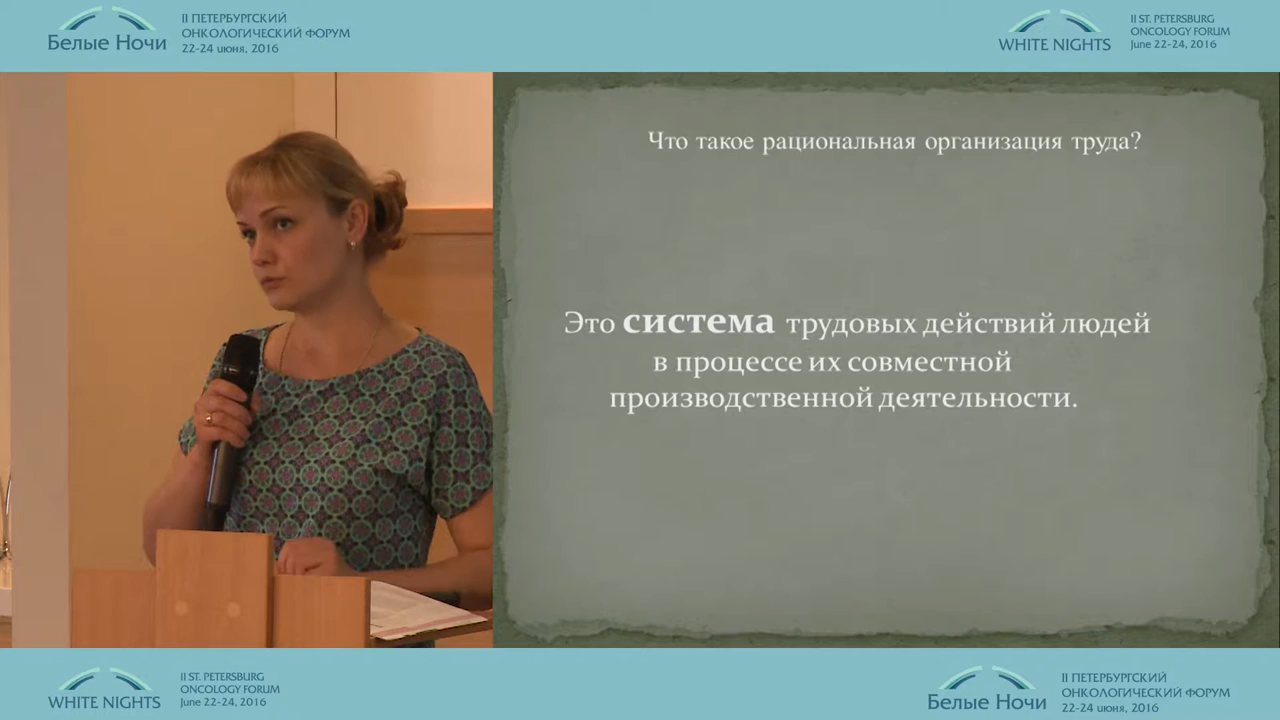 Белые Ночи
II ПЕТЕРБУРГСКИЙ
ОНКОЛОГИЧЕСКИЙ ФОРУМ
22-24 июня, 2016
WHITE NIGHTS
II ST. PETERSBURG
ONCOLOGY FORUM
June 22-24, 2016
Что такое рациональная организация труда?
Это система трудовых действий людей
в процессе их совместной
производственной деятельности.
WHITE NIGHTS
II ST. PETERSBURG
ONCOLOGY FORUM
June 22-24, 2016
Белые Ночи
II ПЕТЕРБУРГСКИЙ
ОНКОЛОГИЧЕСКИЙ ФОРУМ
22-24 июня, 2016